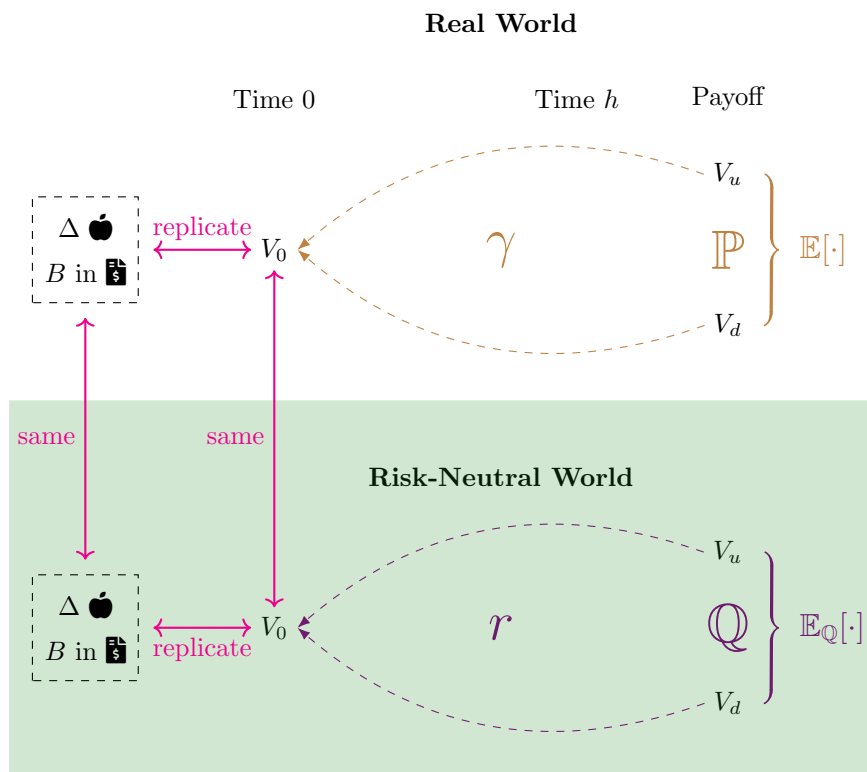 Real World
Time 0 Time h Payoff
V_u
Δ
replicate
B in $
V_0
γ
ℙ
𝔼[·]
V_d
same
same
Risk-Neutral World
V_u
Δ
B in $
replicate
V_0
r
ℚ
𝔼_ℚ[·]
V_d